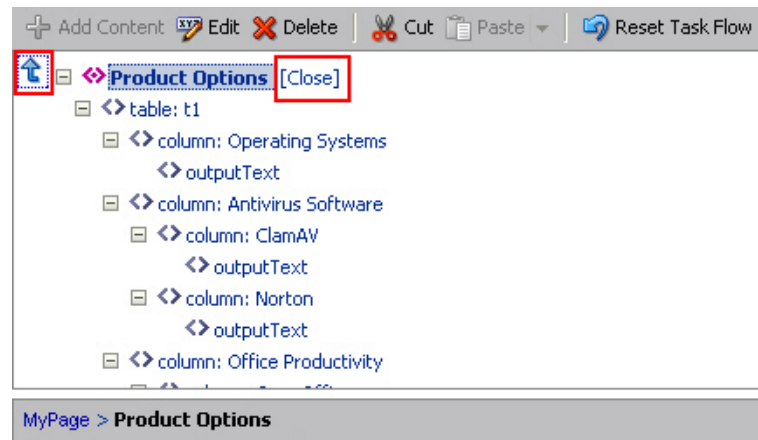 Add Content Edit Delete Cut Paste Reset Task Flow
Product Options [Close]
table: t1
column: Operating Systems
outputText
column: Antivirus Software
column: ClamAV
outputText
column: Norton
outputText
column: Office Productivity
MyPage > Product Options